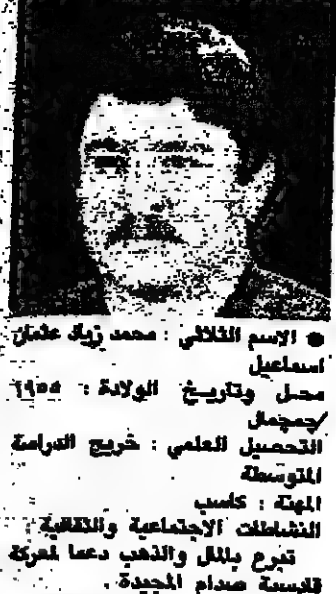 ● الاسم الثلاثي : محمد زياد عثمان
اسماعيل
محل وتاريخ الولادة : ١٩٥٥
/جمجمال
التحصيل العلمي : خريج الدراسة
المتوسطة
المهنة : كاسب
النشاطات الاجتماعية والثقافية :
تبرع بالمال والذهب دعما لمعركة
قادسية صدام المجيدة .